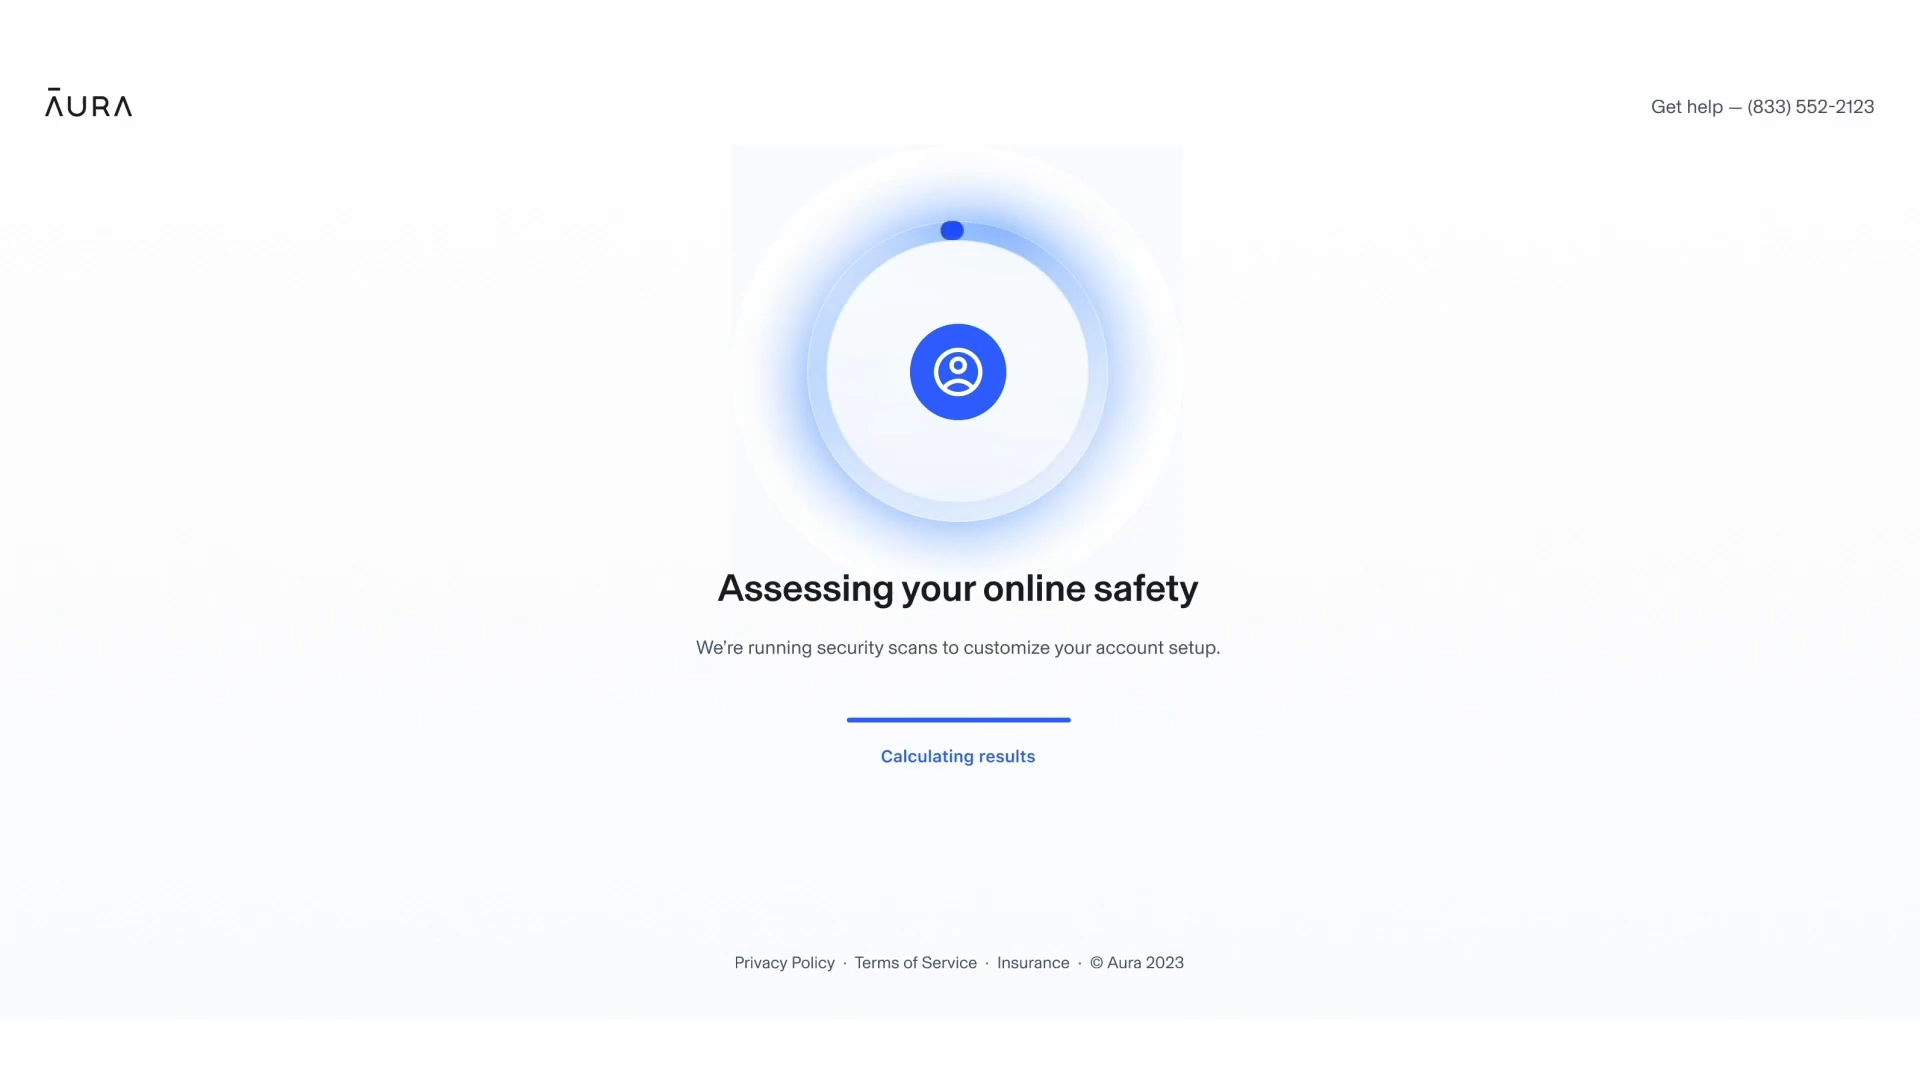 ĀURA
Get help — (833) 552-2123
Assessing your online safety
We're running security scans to customize your account setup.
Calculating results
Privacy Policy · Terms of Service · Insurance · © Aura 2023